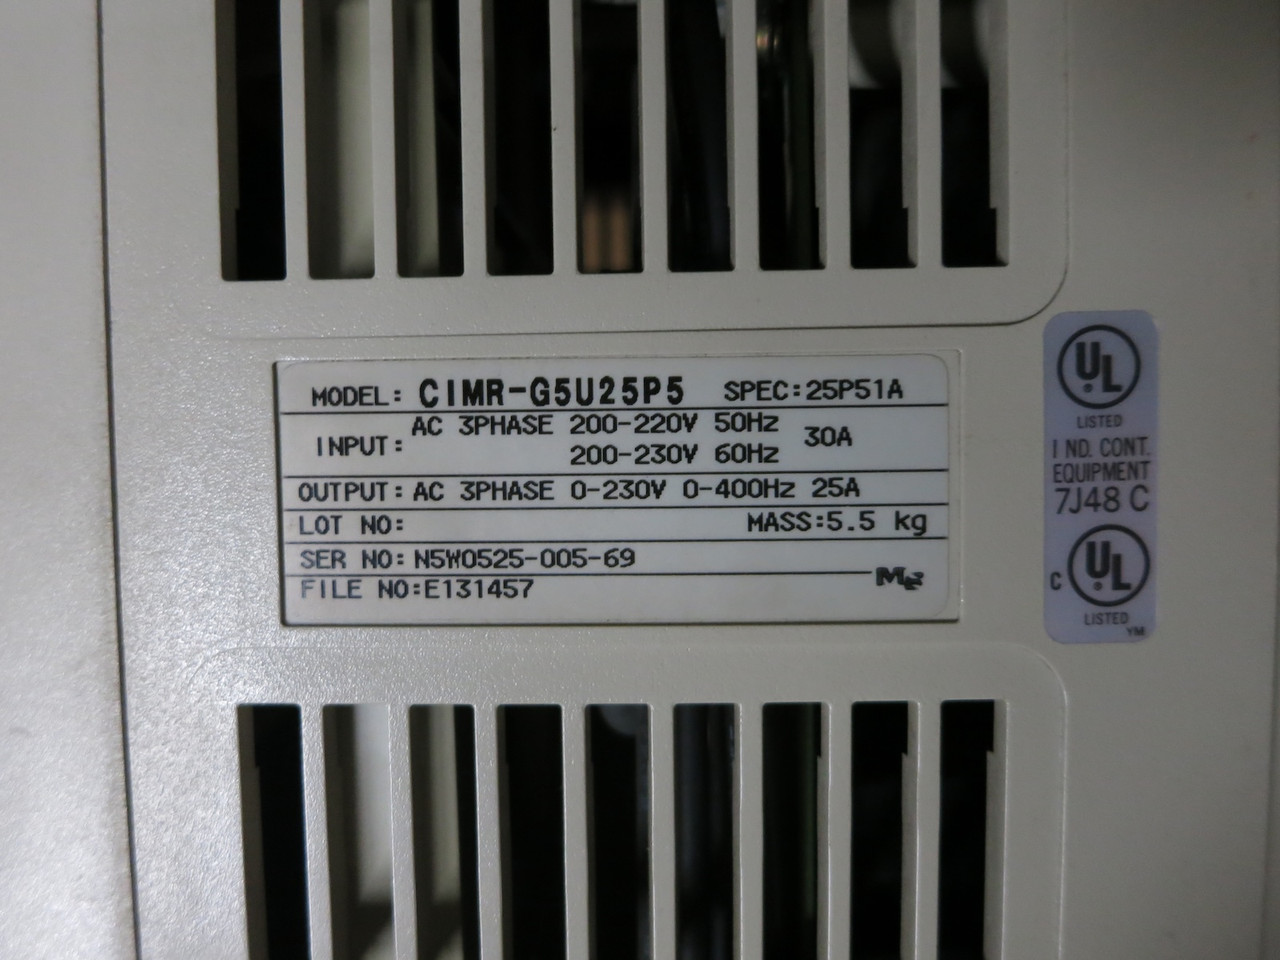 MODEL: CIMR-G5U25P5 SPEC:25P51A
INPUT: AC 3PHASE 200-220V 50Hz 30A
200-230V 60Hz
OUTPUT: AC 3PHASE 0-230V 0-400Hz 25A
LOT NO: MASS:5.5 kg
SER NO: N5W0525-005-69
FILE NO:E131457
UL
LISTED
IND. CONT.
EQUIPMENT
7J48 C
C UL
LISTED
YM